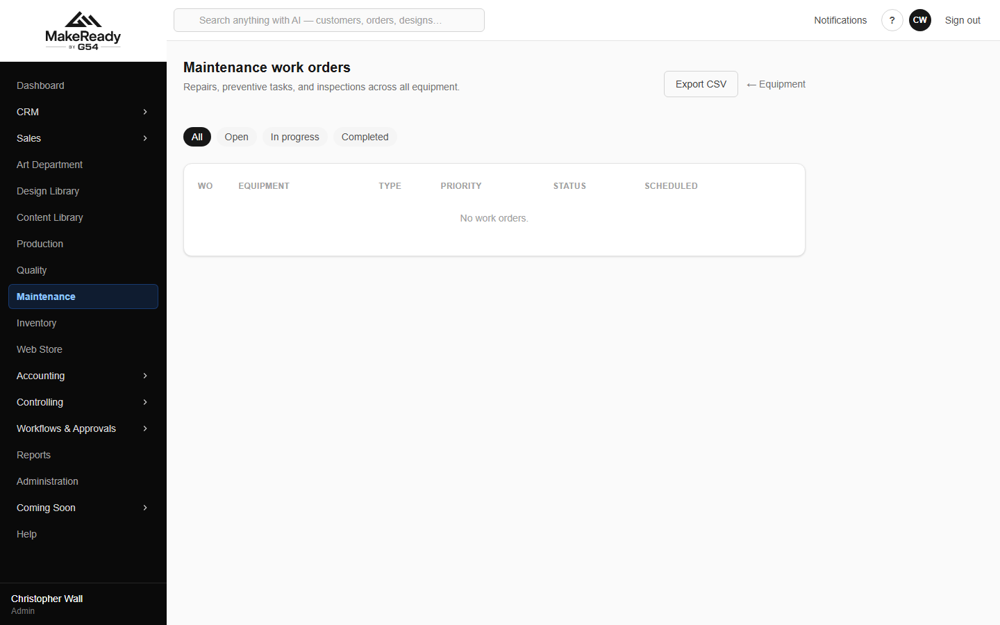 MakeReady
BY G54
Search anything with AI — customers, orders, designs...
Notifications
?
CW
Sign out
Dashboard
CRM
Sales
Art Department
Design Library
Content Library
Production
Quality
Maintenance
Inventory
Web Store
Accounting
Controlling
Workflows & Approvals
Reports
Administration
Coming Soon
Help
Christopher Wall
Admin
Maintenance work orders
Repairs, preventive tasks, and inspections across all equipment.
Export CSV
← Equipment
All
Open
In progress
Completed
WO EQUIPMENT TYPE PRIORITY STATUS SCHEDULED
No work orders.